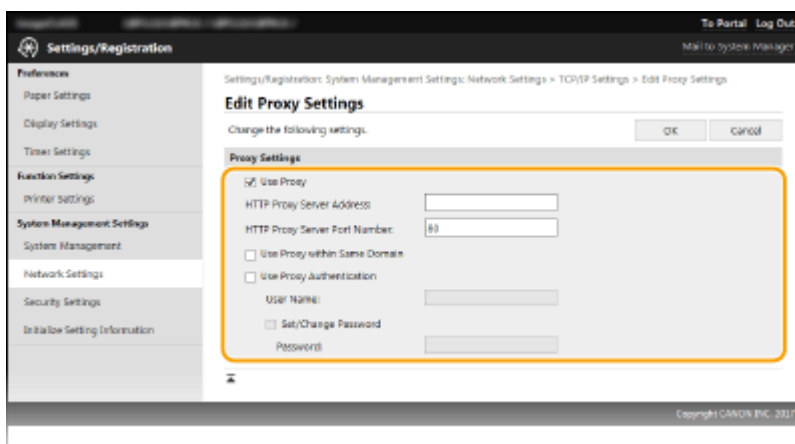 To Portal Log Out
Settings/Registration
Mail to System Manager
Preferences
Paper Settings
Display Settings
Timer Settings
Function Settings
Printer Settings
System Management Settings
System Management
Network Settings
Security Settings
Initialize Setting Information
Settings/Registration: System Management Settings: Network Settings > TCP/IP Settings > Edit Proxy Settings
Edit Proxy Settings
Change the following settings.
OK
Cancel
Proxy Settings
Use Proxy
HTTP Proxy Server Address:
HTTP Proxy Server Port Number:
80
Use Proxy within Same Domain
Use Proxy Authentication
User Name:
Set/Change Password
Password:
Copyright CANON INC. 2017